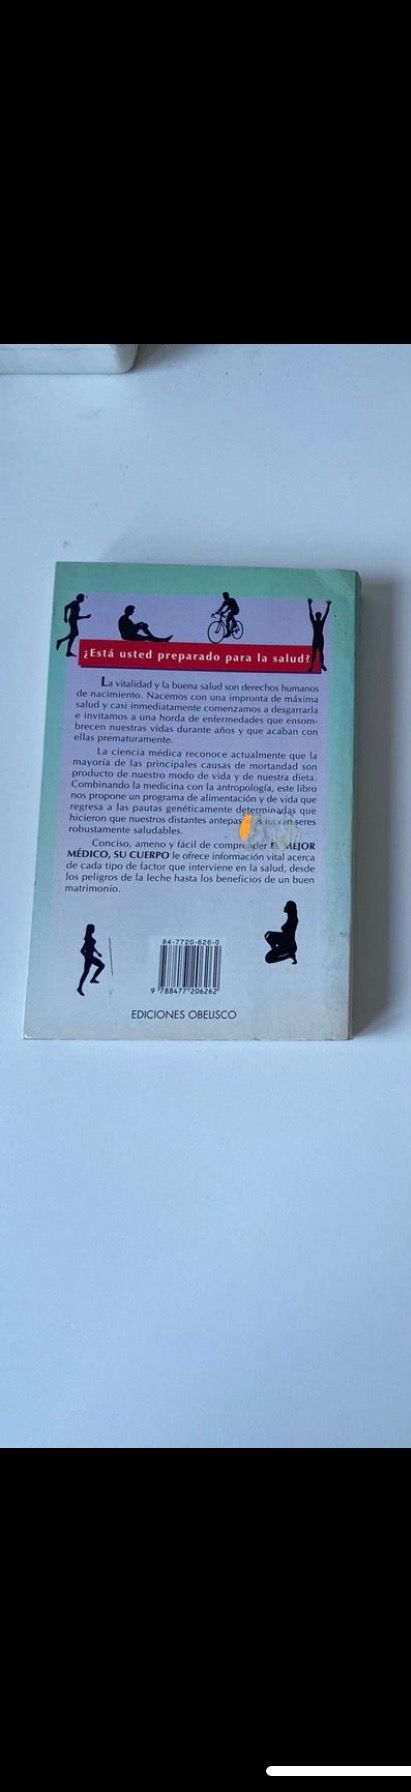 ¿Está usted preparado para la salud?
La vitalidad y la buena salud son derechos humanos
de nacimiento. Nacemos con una impronta de máxima
salud y casi inmediatamente comenzamos a desgarrarla
e invitamos a una horda de enfermedades que ensom-
brecen nuestras vidas durante años y que acaban con
ellas prematuramente.
La ciencia médica reconoce actualmente que la
mayoría de las principales causas de mortandad son
producto de nuestro modo de vida y de nuestra dieta.
Combinando la medicina con la antropología, este libro
nos propone un programa de alimentación y de vida que
regresa a las pautas genéticamente determinadas que
hicieron que nuestros distantes seres
robustamente saludables.
Conciso, ameno y fácil de comprender EL MEJOR
MÉDICO, SU CUERPO le ofrece información vital acerca
de cada tipo de factor que interviene en la salud, desde
los peligros de la leche hasta los beneficios de un buen
matrimonio.
84-7720-626-0
9 788477 206262
EDICIONES OBELISCO